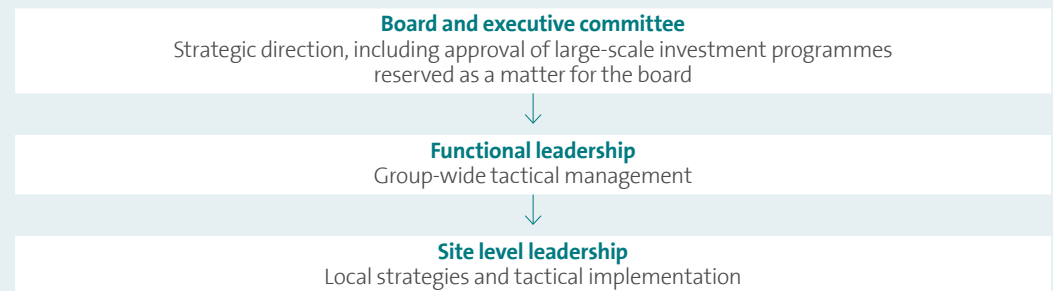 Board and executive committee
Strategic direction, including approval of large-scale investment programmes
reserved as a matter for the board
Functional leadership
Group-wide tactical management
Site level leadership
Local strategies and tactical implementation